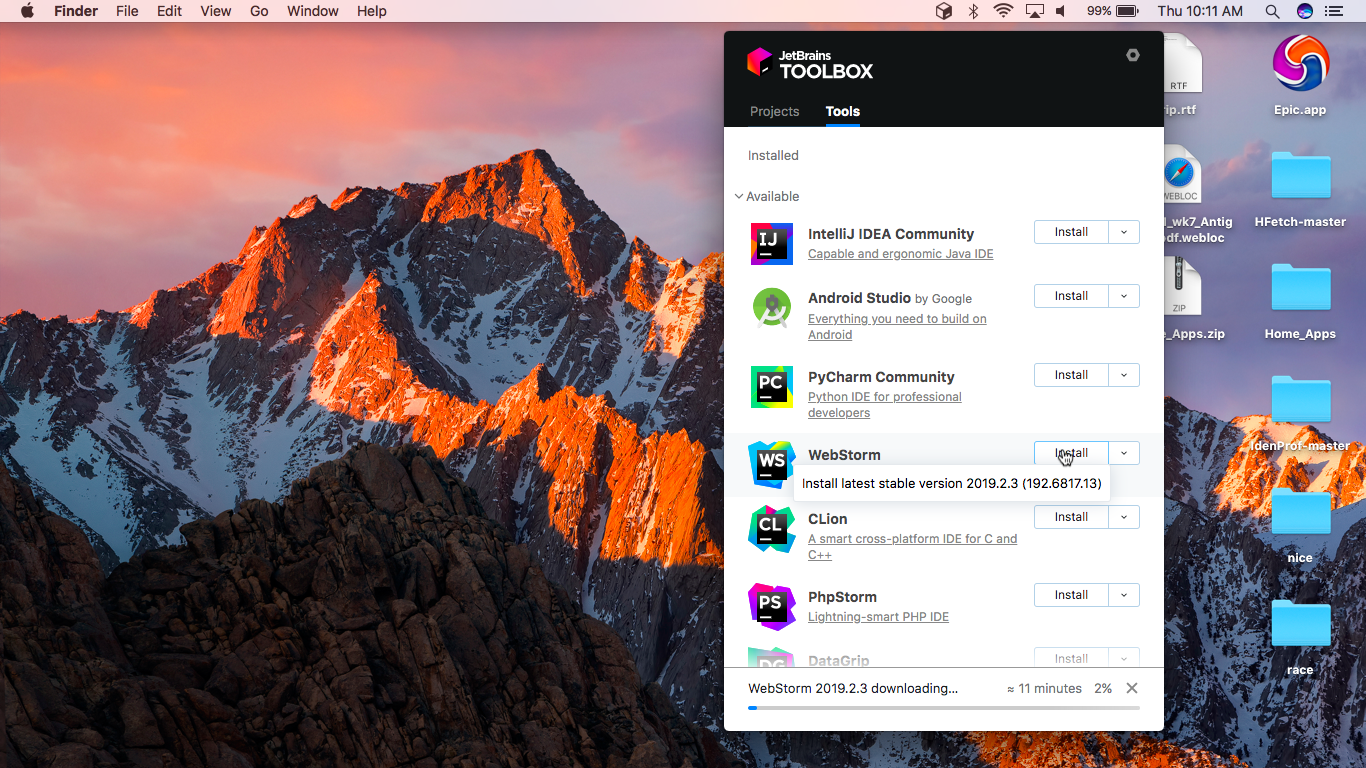 Finder File Edit View Go Window Help 99% Thu 10:11 AM
JetBrains
TOOLBOX
Projects Tools
Installed
Available
IJ
IntelliJ IDEA Community
Capable and ergonomic Java IDE
Install
Android Studio by Google
Everything you need to build on
Android
Install
PC
PyCharm Community
Python IDE for professional
developers
Install
WS
WebStorm
Install
Install latest stable version 2019.2.3 (192.6817.13)
CL
CLion
A smart cross-platform IDE for C and
C++
Install
PS
PhpStorm
Lightning-smart PHP IDE
Install
DG
DataGrip
Install
WebStorm 2019.2.3 downloading... ≈ 11 minutes 2%
RTF
ip.rtf
WEBLOC
l_wk7_Antig
pdf.webloc
ZIP
e_Apps.zip
Epic.app
HFetch-master
Home_Apps
IdenProf-master
nice
race